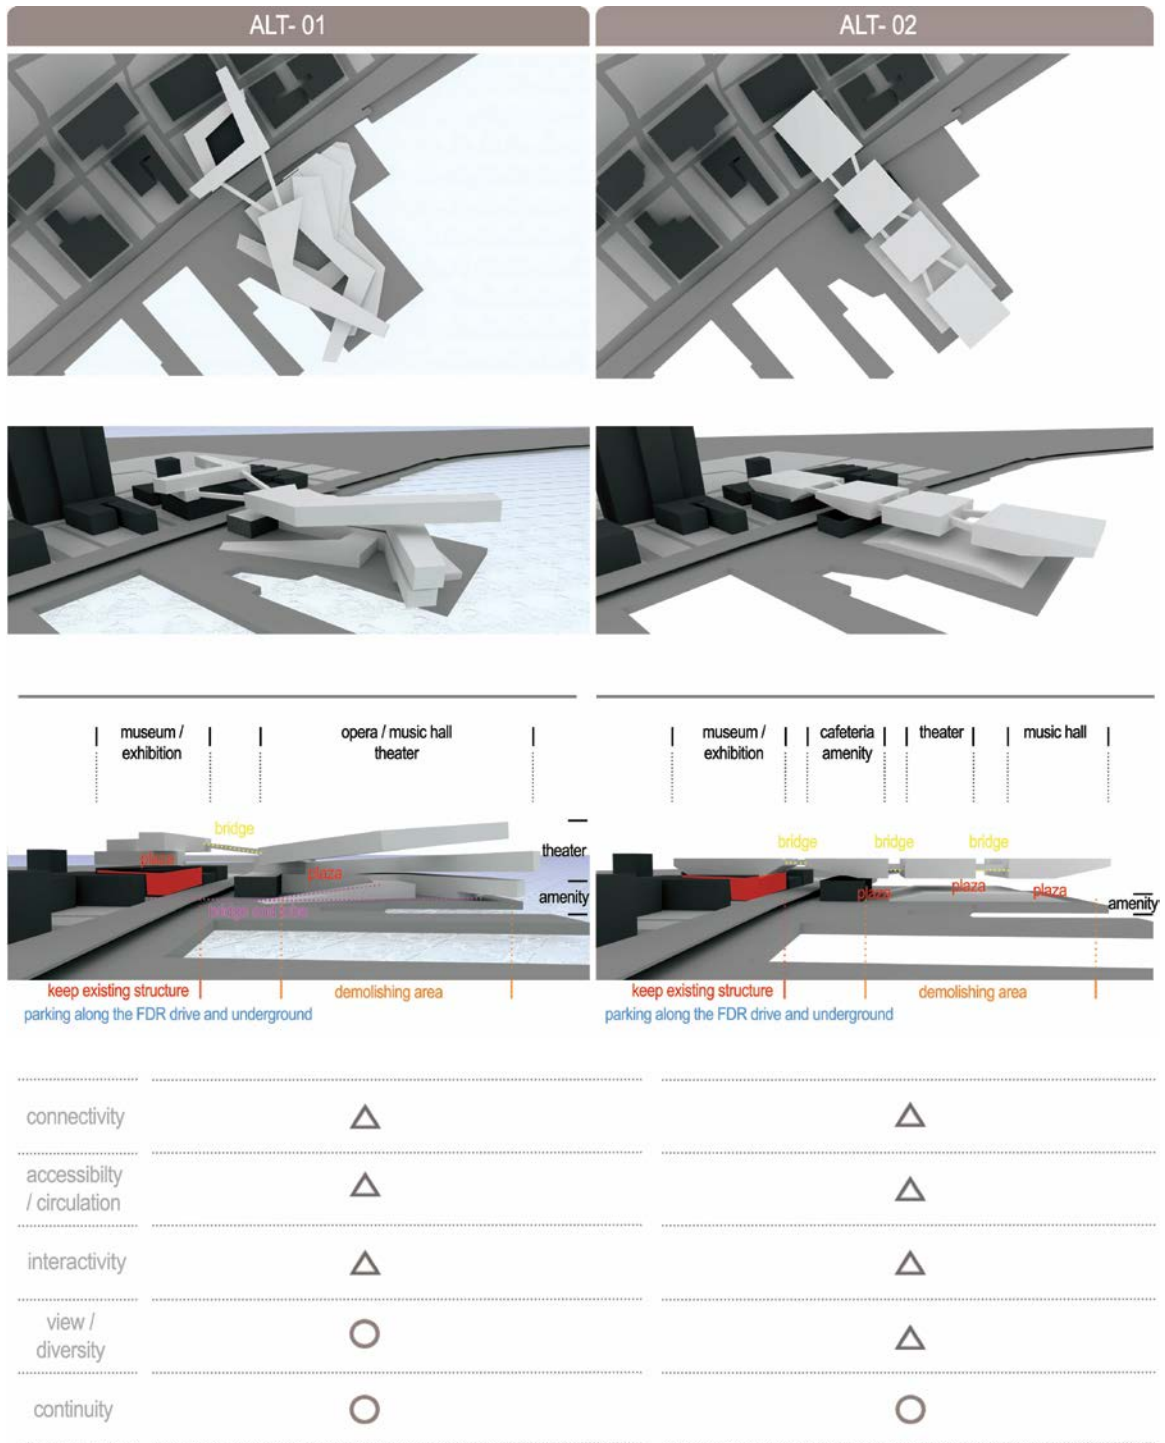 ALT- 01
ALT- 02
museum /
exhibition
opera / music hall
theater
bridge
plaza
plaza
theater
amenity
keep existing structure
demolishing area
parking along the FDR drive and underground
museum /
exhibition
cafeteria
amenity
theater
music hall
bridge
bridge
bridge
plaza
plaza
plaza
amenity
keep existing structure
demolishing area
parking along the FDR drive and underground
connectivity
accessibilty
/ circulation
interactivity
view /
diversity
continuity